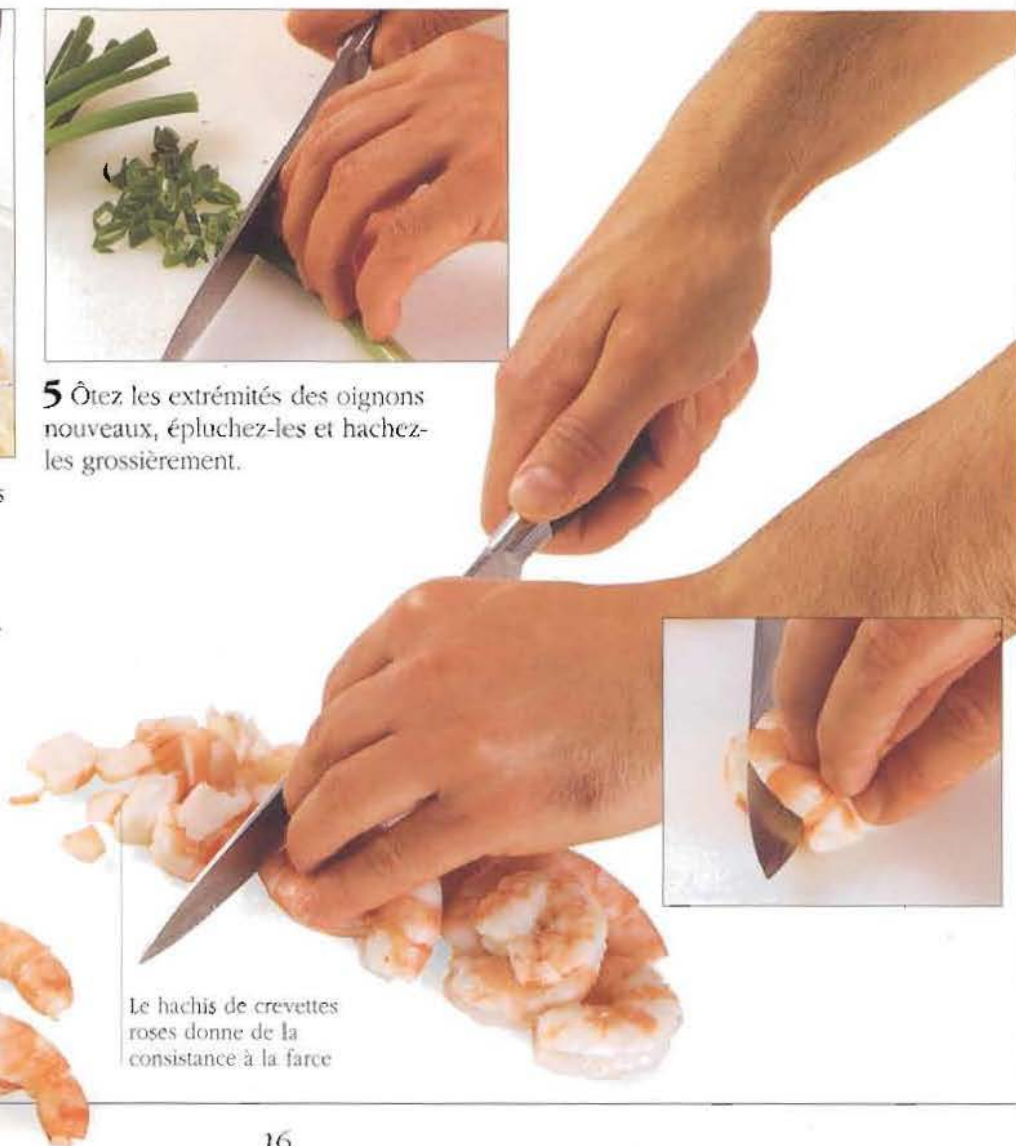 5 Ôtez les extrémités des oignons
nouveaux, épluchez-les et hachez-
les grossièrement.
s
Le hachis de crevettes
roses donne de la
consistance à la farce
16